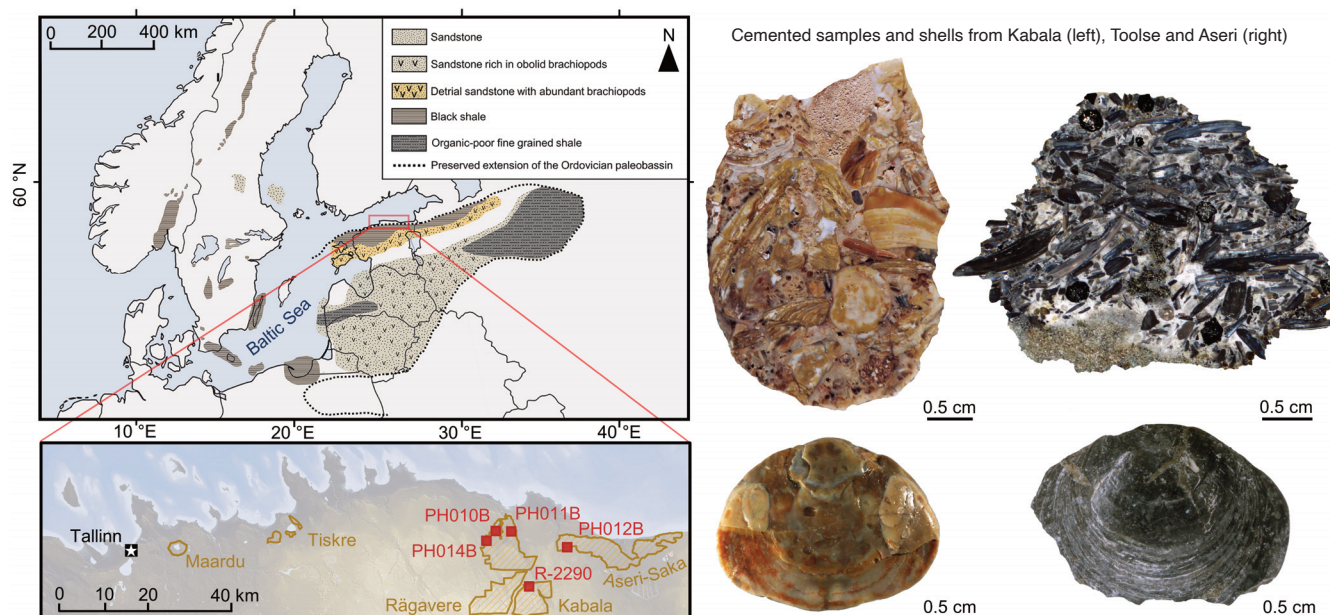 0 200 400 km
Sandstone
Sandstone rich in obolid brachiopods
Detrial sandstone with abundant brachiopods
Black shale
Organic-poor fine grained shale
Preserved extension of the Ordovician paleobassin
N
60 °N
Baltic Sea
10 °E 20 °E 30 °E 40 °E
Tallinn
Maardu
Tiskre
PH010B
PH011B
PH014B
PH012B
R-2290
Aseri-Saka
Rägavere
Kabala
0 20 40 km
Cemented samples and shells from Kabala (left), Toolse and Aseri (right)
0.5 cm
0.5 cm
0.5 cm
0.5 cm